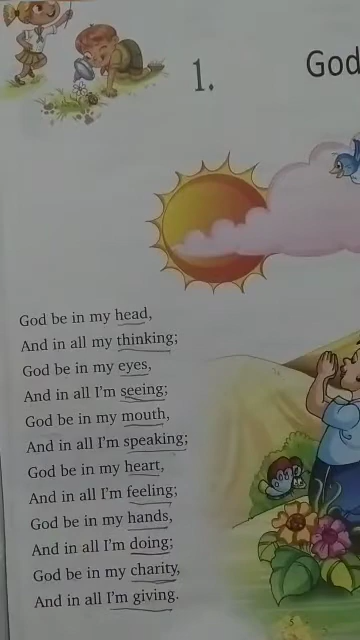 1.
God
God be in my head,
And in all my thinking;
God be in my eyes,
And in all I'm seeing;
God be in my mouth,
And in all I'm speaking;
God be in my heart,
And in all I'm feeling;
God be in my hands,
And in all I'm doing;
God be in my charity,
And in all I'm giving.